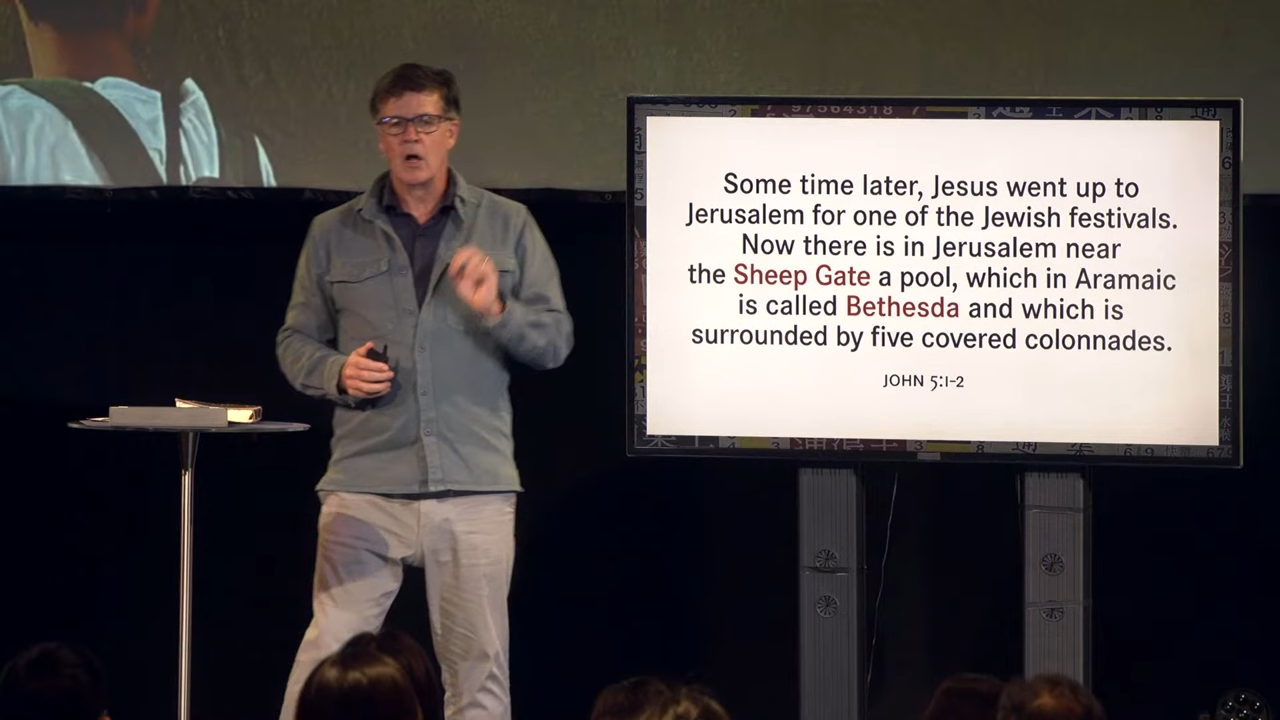 Some time later, Jesus went up to
Jerusalem for one of the Jewish festivals.
Now there is in Jerusalem near
the Sheep Gate a pool, which in Aramaic
is called Bethesda and which is
surrounded by five covered colonnades.
JOHN 5:1-2